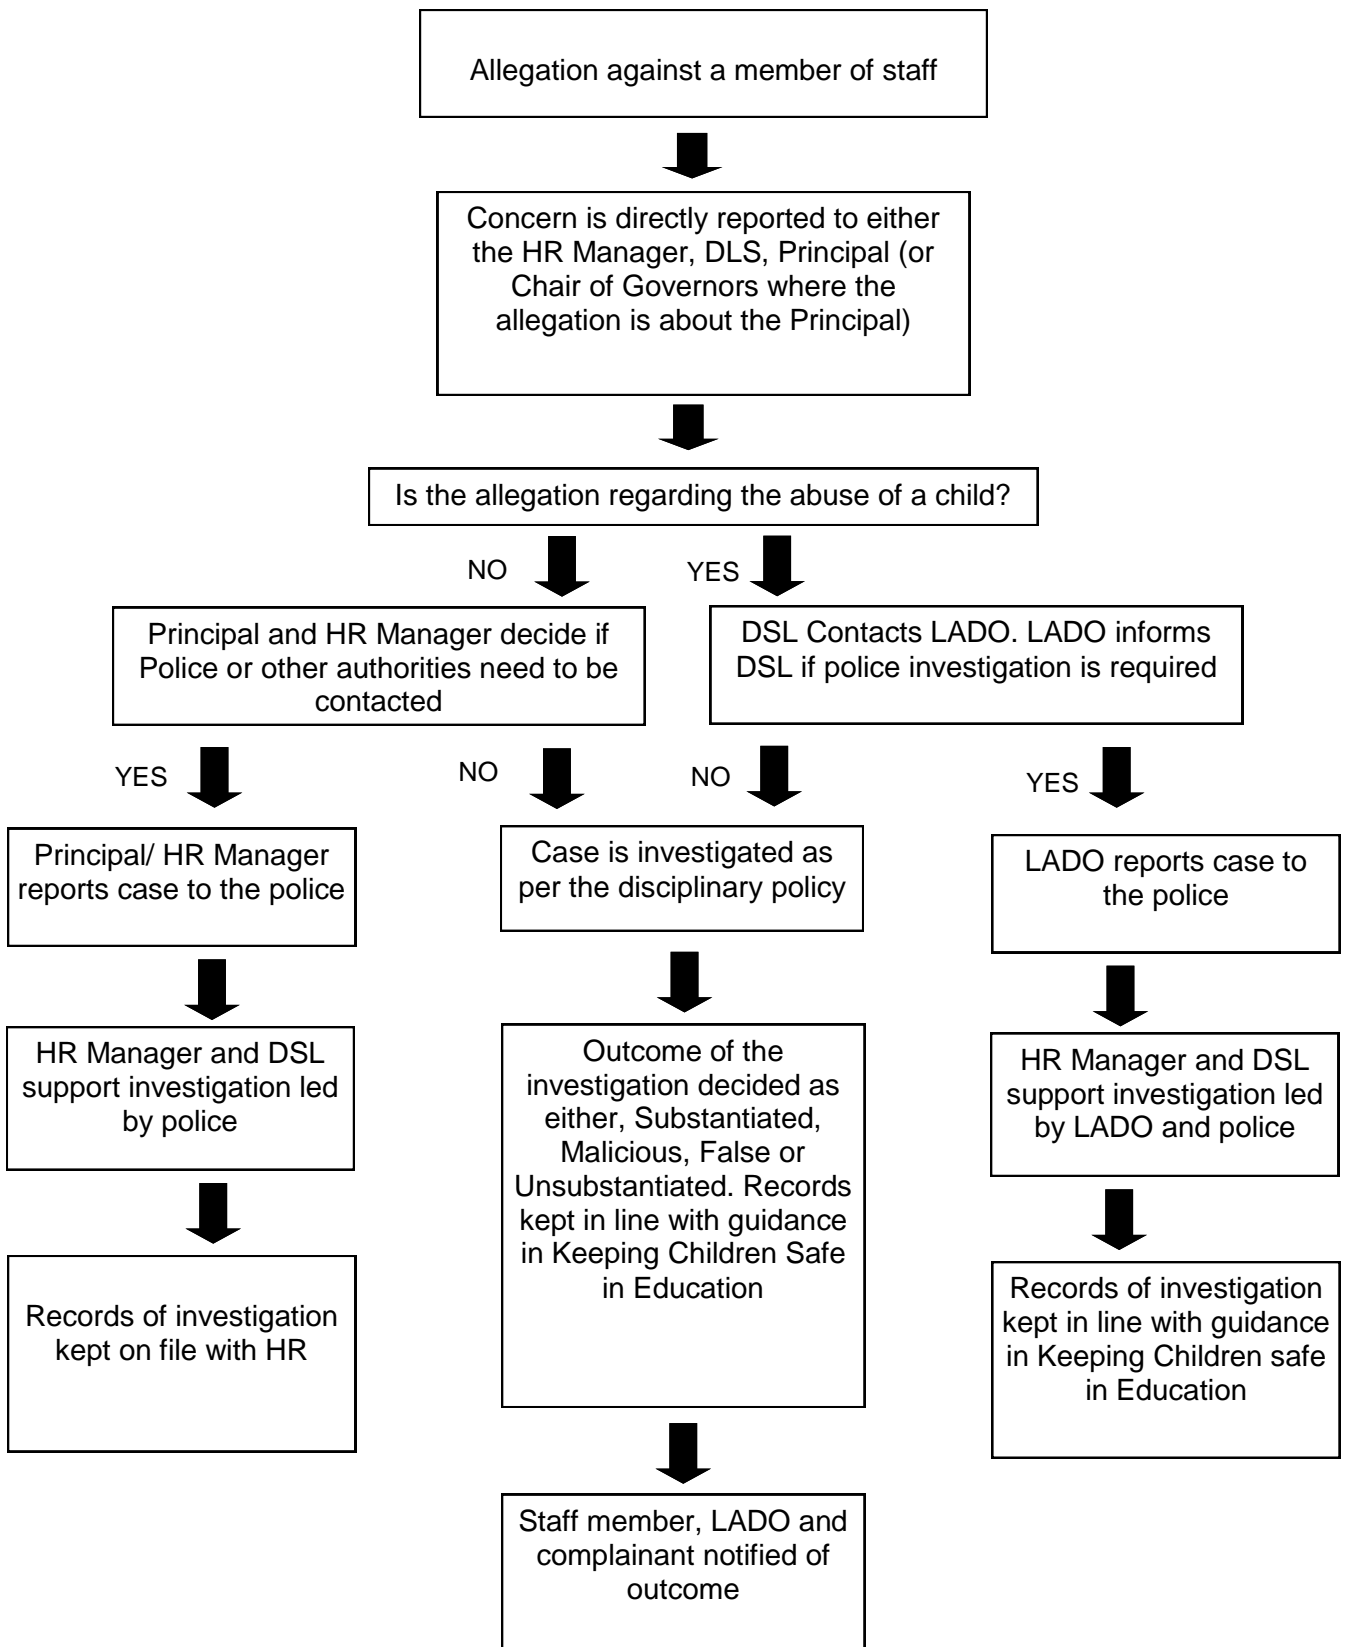 Allegation against a member of staff
Concern is directly reported to either
the HR Manager, DLS, Principal (or
Chair of Governors where the
allegation is about the Principal)
Is the allegation regarding the abuse of a child?
NO
YES
Principal and HR Manager decide if
Police or other authorities need to be
contacted
DSL Contacts LADO. LADO informs
DSL if police investigation is required
YES
NO
NO
YES
Principal/ HR Manager
reports case to the police
Case is investigated as
per the disciplinary policy
LADO reports case to
the police
HR Manager and DSL
support investigation led
by police
Outcome of the
investigation decided as
either, Substantiated,
Malicious, False or
Unsubstantiated. Records
kept in line with guidance
in Keeping Children Safe
in Education
HR Manager and DSL
support investigation led
by LADO and police
Records of investigation
kept on file with HR
Records of investigation
kept in line with guidance
in Keeping Children safe
in Education
Staff member, LADO and
complainant notified of
outcome